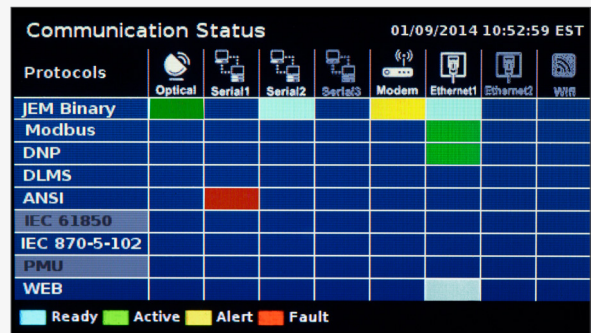 Communication Status
01/09/2014 10:52:59 EST
Protocols
Optical Serial1 Serial2 Serial3 Modem Ethernet1 Ethernet2 Wifi
JEM Binary
Modbus
DNP
DLMS
ANSI
IEC 61850
IEC 870-5-102
PMU
WEB
Ready Active Alert Fault